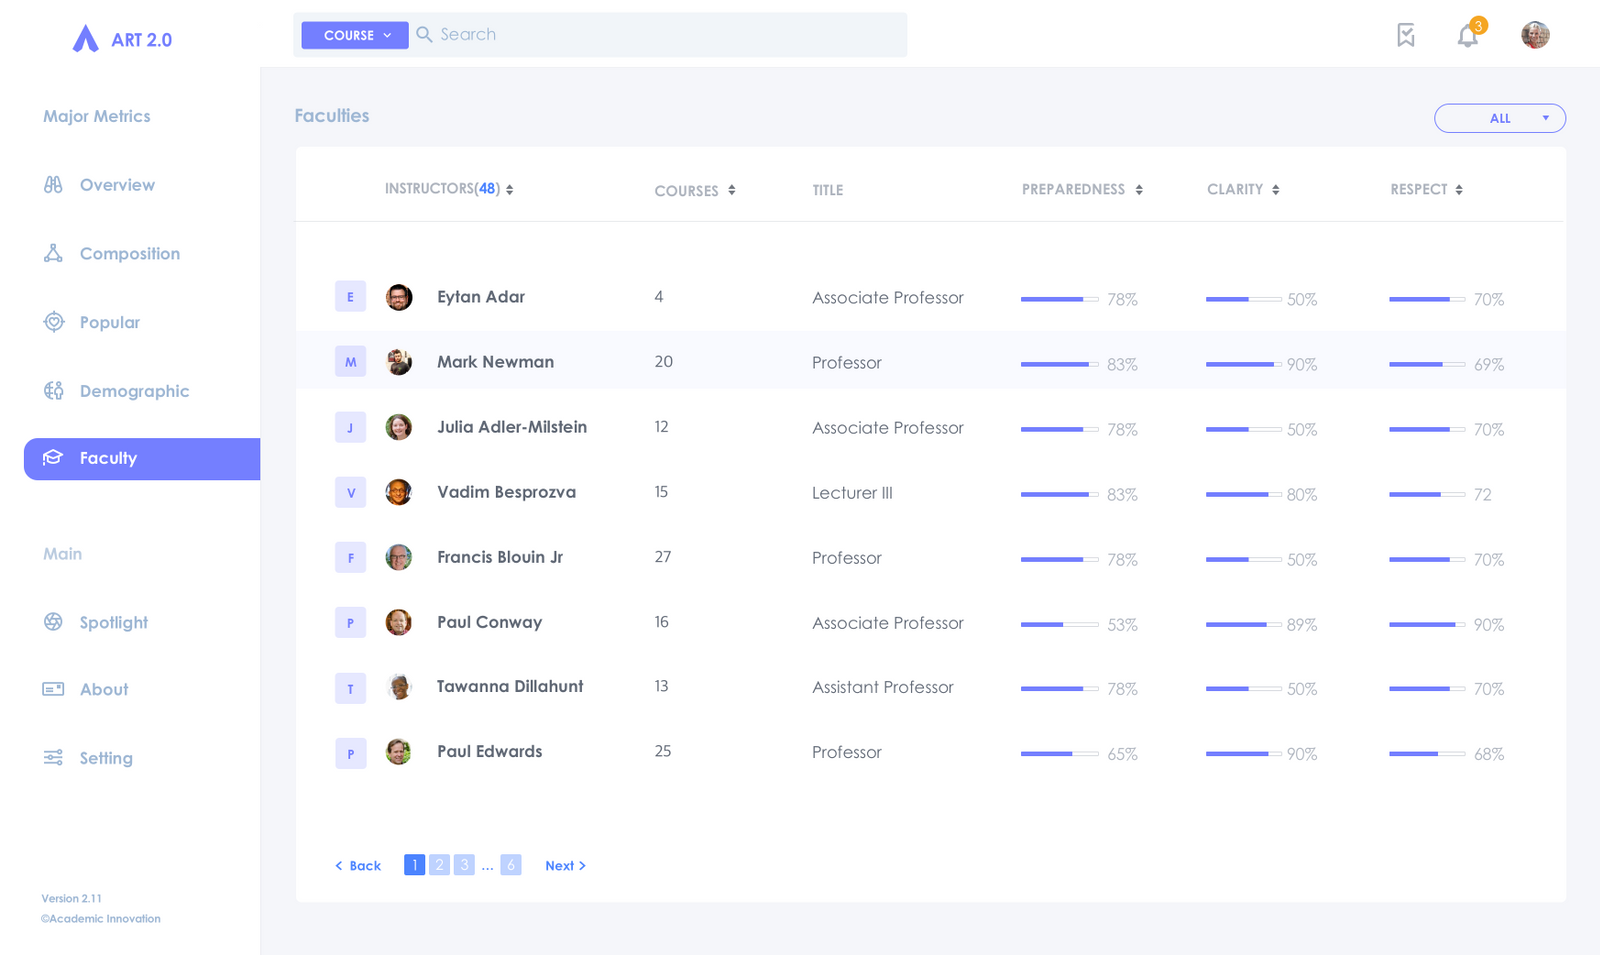 ART 2.0
COURSE
Search
3
Major Metrics
Overview
Composition
Popular
Demographic
Faculty
Main
Spotlight
About
Setting
Version 2.11
©Academic Innovation
Faculties
ALL
INSTRUCTORS(48) COURSES TITLE PREPAREDNESS CLARITY RESPECT
E Eytan Adar 4 Associate Professor 78% 50% 70%
M Mark Newman 20 Professor 83% 90% 69%
J Julia Adler-Milstein 12 Associate Professor 78% 50% 70%
V Vadim Besprozva 15 Lecturer III 83% 80% 72
F Francis Blouin Jr 27 Professor 78% 50% 70%
P Paul Conway 16 Associate Professor 53% 89% 90%
T Tawanna Dillahunt 13 Assistant Professor 78% 50% 70%
P Paul Edwards 25 Professor 65% 90% 68%
< Back 1 2 3 ... 6 Next >